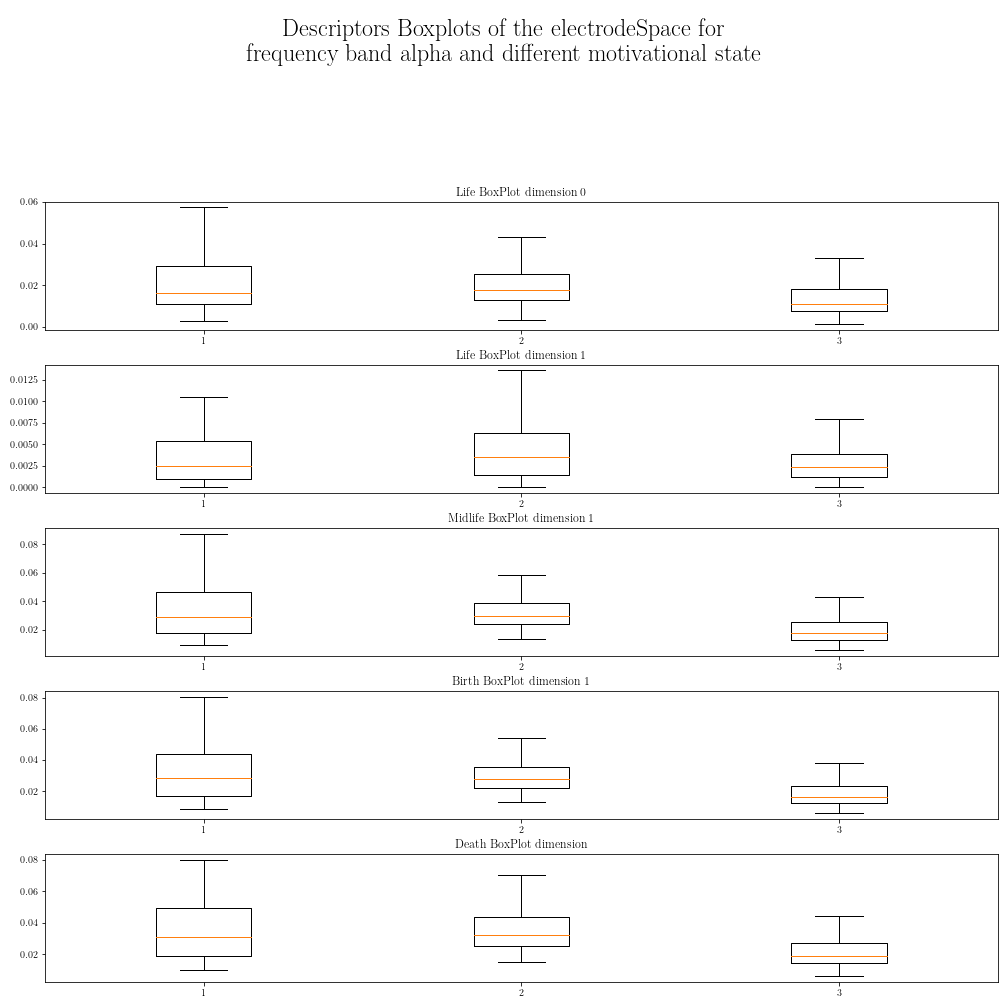 Descriptors Boxplots of the electrodeSpace for
frequency band alpha and different motivational state
Life BoxPlot dimension 0
0.06
0.04
0.02
0.00
1 2 3
Life BoxPlot dimension 1
0.0125
0.0100
0.0075
0.0050
0.0025
0.0000
1 2 3
Midlife BoxPlot dimension 1
0.08
0.06
0.04
0.02
1 2 3
Birth BoxPlot dimension 1
0.08
0.06
0.04
0.02
1 2 3
Death BoxPlot dimension
0.08
0.06
0.04
0.02
1 2 3